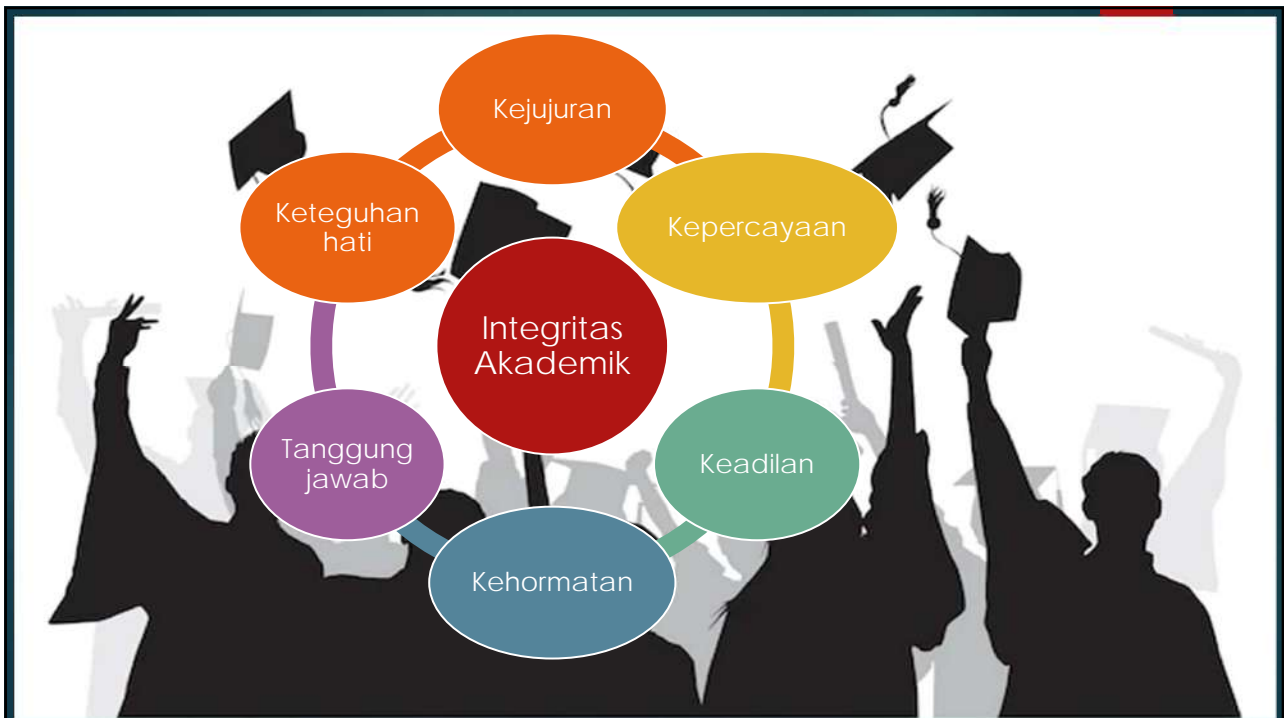 Kejujuran
Kepercayaan
Keadilan
Kehormatan
Tanggung
jawab
Keteguhan
hati
Integritas
Akademik